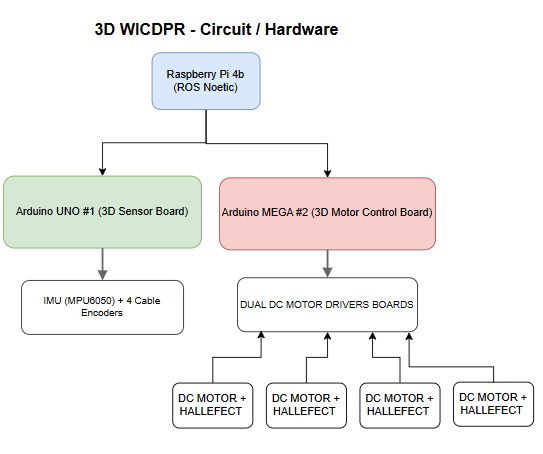 3D WICDPR - Circuit / Hardware
Raspberry Pi 4b
(ROS Noetic)
Arduino UNO #1 (3D Sensor Board)
Arduino MEGA #2 (3D Motor Control Board)
IMU (MPU6050) + 4 Cable
Encoders
DUAL DC MOTOR DRIVERS BOARDS
DC MOTOR +
HALLEFECT
DC MOTOR +
HALLEFECT
DC MOTOR +
HALLEFECT
DC MOTOR +
HALLEFECT